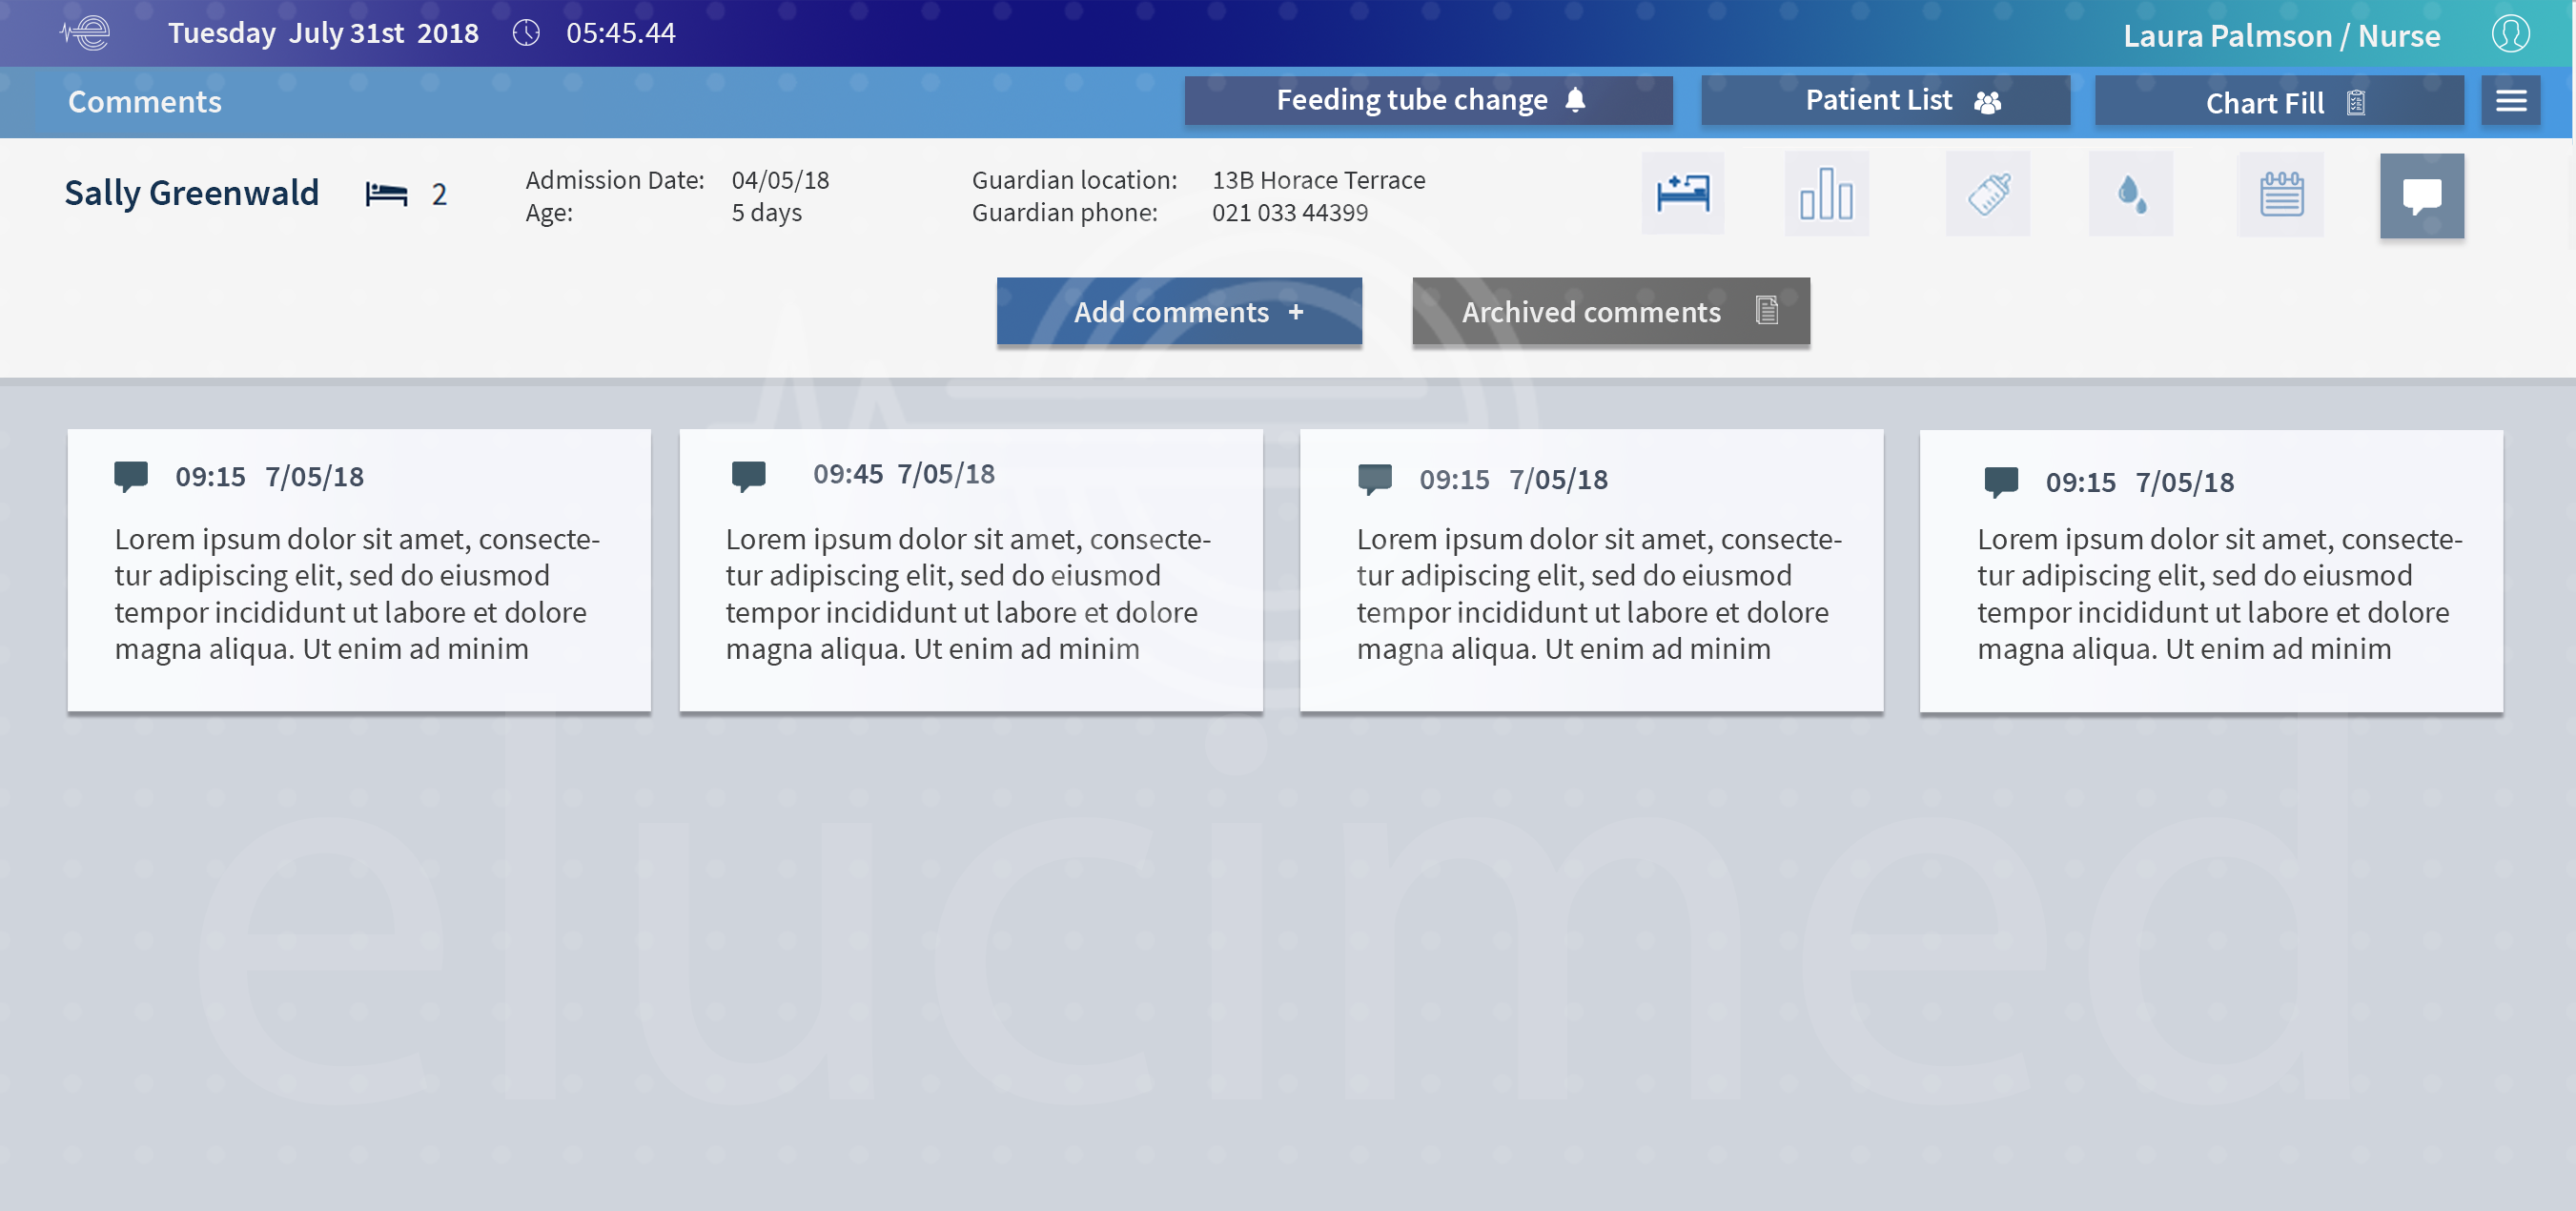 Tuesday July 31st 2018 05:45.44
Laura Palmson / Nurse
Comments
Feeding tube change
Patient List
Chart Fill
Sally Greenwald 2
Admission Date: 04/05/18
Age: 5 days
Guardian location: 13B Horace Terrace
Guardian phone: 021 033 44399
Add comments +
Archived comments
09:15 7/05/18
Lorem ipsum dolor sit amet, consecte-
tur adipiscing elit, sed do eiusmod
tempor incididunt ut labore et dolore
magna aliqua. Ut enim ad minim
09:45 7/05/18
Lorem ipsum dolor sit amet, consecte-
tur adipiscing elit, sed do eiusmod
tempor incididunt ut labore et dolore
magna aliqua. Ut enim ad minim
09:15 7/05/18
Lorem ipsum dolor sit amet, consecte-
tur adipiscing elit, sed do eiusmod
tempor incididunt ut labore et dolore
magna aliqua. Ut enim ad minim
09:15 7/05/18
Lorem ipsum dolor sit amet, consecte-
tur adipiscing elit, sed do eiusmod
tempor incididunt ut labore et dolore
magna aliqua. Ut enim ad minim
elucimed